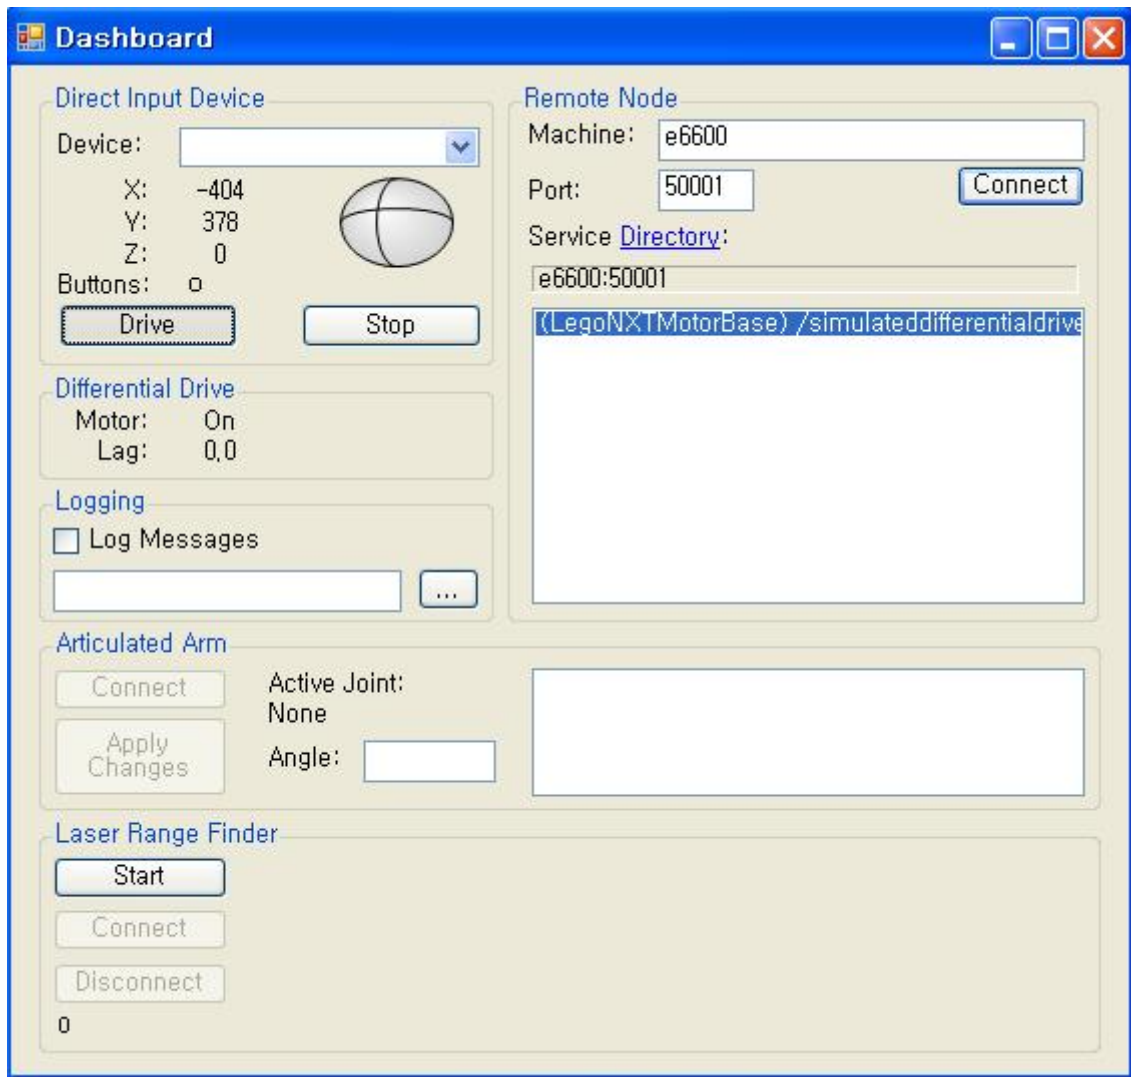 Dashboard
Direct Input Device
Device:
X: -404
Y: 378
Z: 0
Buttons: o
Drive Stop
Differential Drive
Motor: On
Lag: 0,0
Logging
Log Messages
...
Remote Node
Machine: e6600
Port: 50001 Connect
Service Directory:
e6600:50001
(LegoNXTMotorBase) /simulateddifferentialdrive
Articulated Arm
Connect
Apply
Changes
Active Joint:
None
Angle:
Laser Range Finder
Start
Connect
Disconnect
0